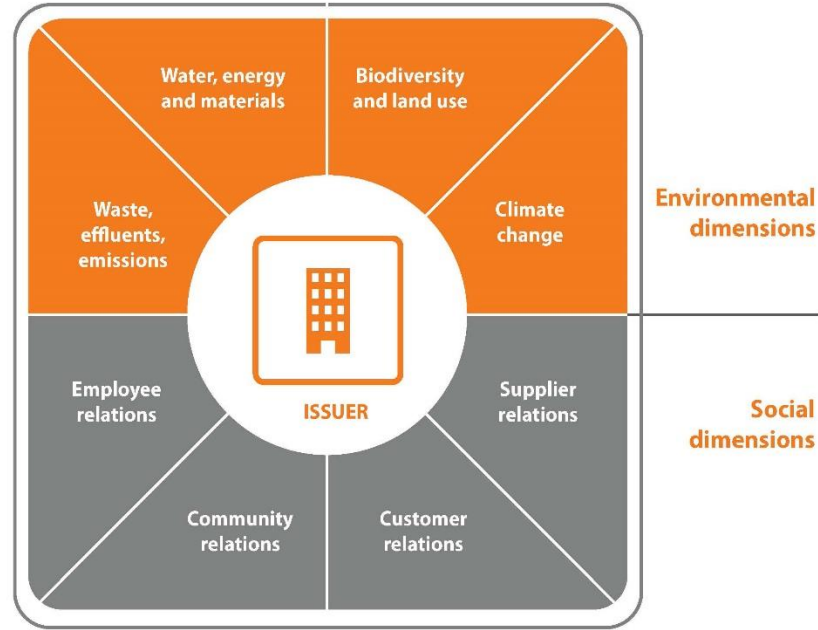 Water, energy
and materials
Biodiversity
and land use
Waste,
effluents,
emissions
Climate
change
Environmental
dimensions
ISSUER
Employee
relations
Supplier
relations
Social
dimensions
Community
relations
Customer
relations